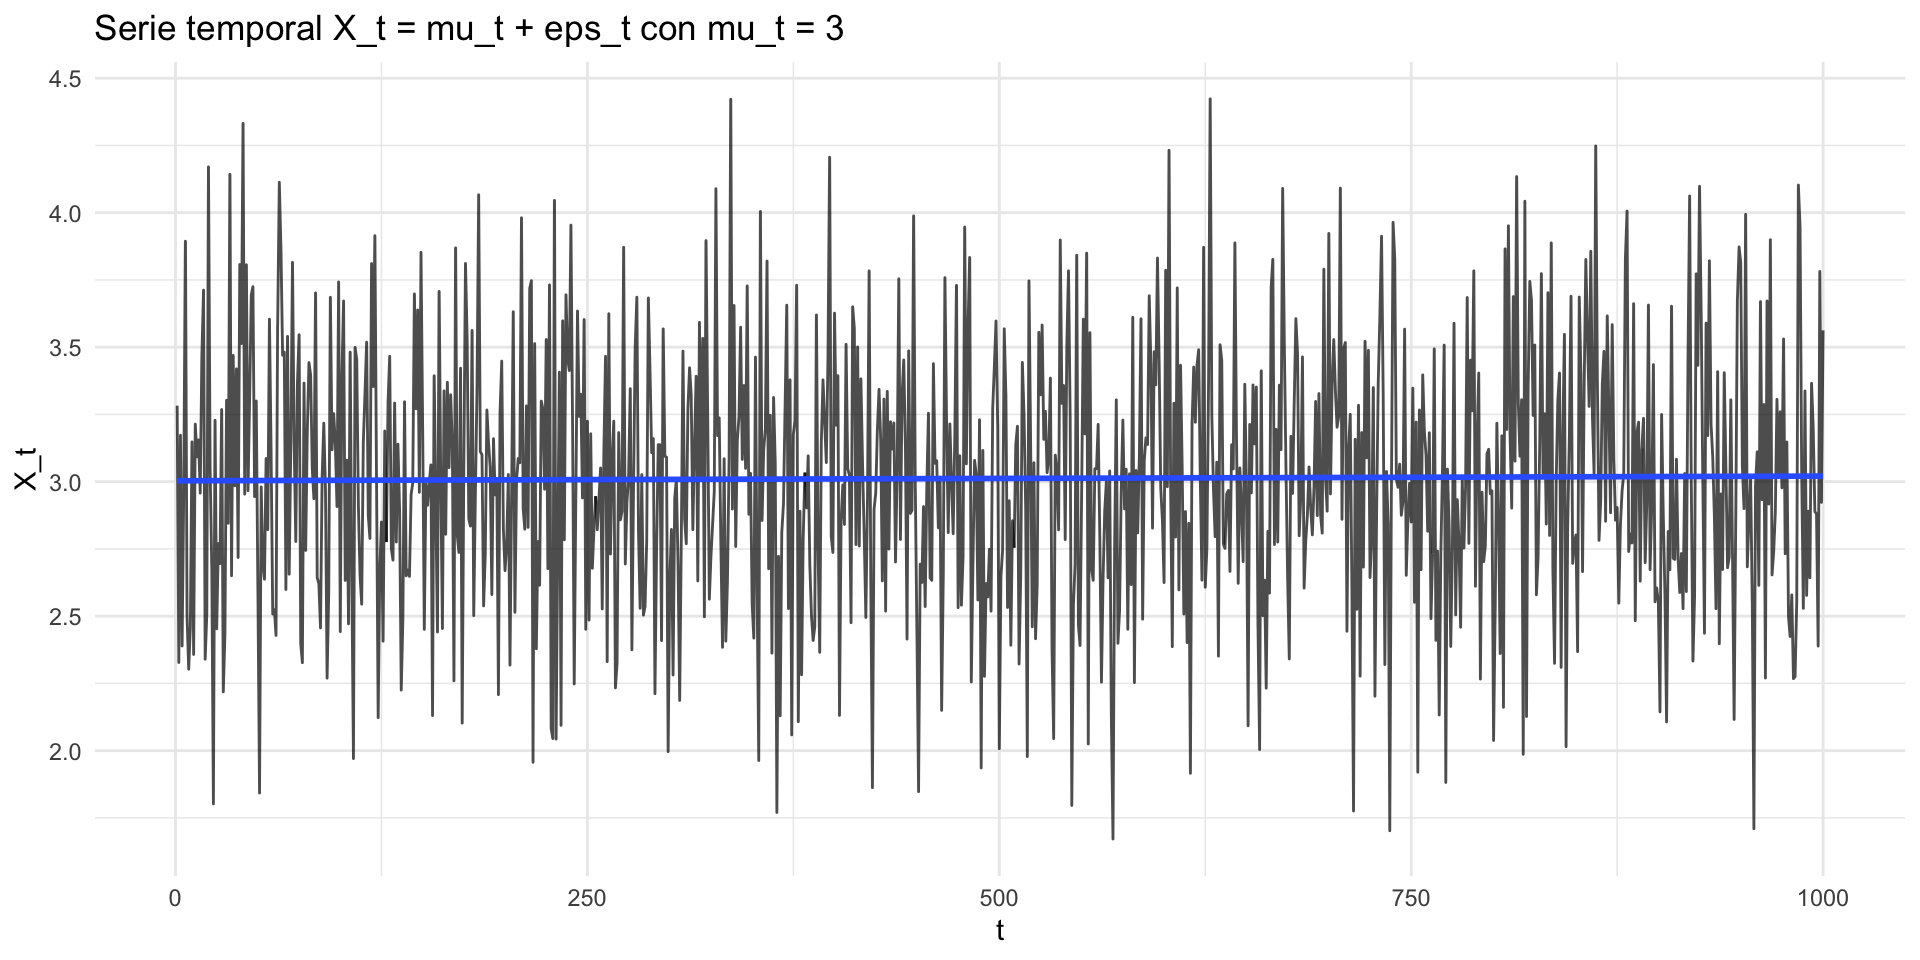 Serie temporal X_t = mu_t + eps_t con mu_t = 3
4.5
4.0
3.5
3.0
2.5
2.0
X_t
0 250 500 750 1000
t